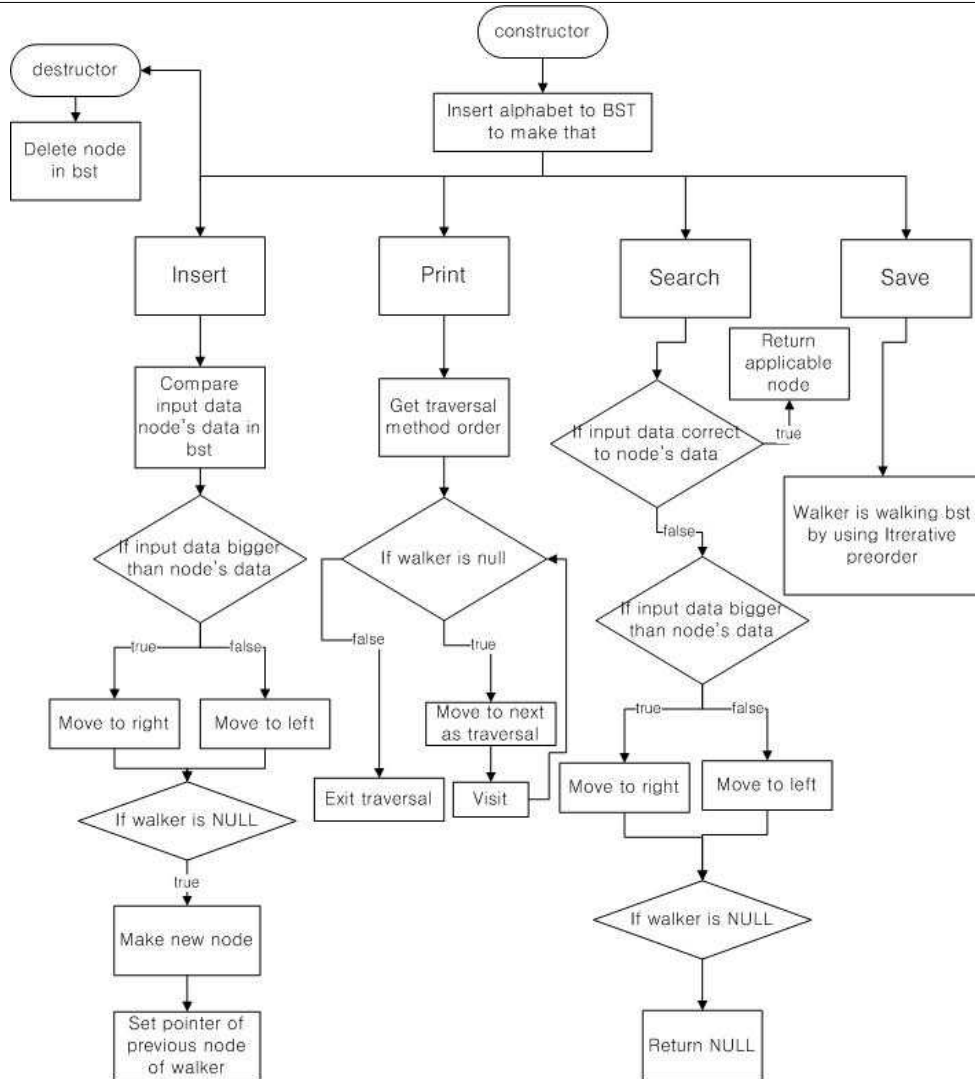 constructor
destructor
Insert alphabet to BST
to make that
Delete node
in bst
Insert
Print
Search
Save
Compare
input data
node's data in
bst
Get traversal
method order
If input data correct
to node's data
true
Return
applicable
node
false
Walker is walking bst
by using Itrerative
preorder
If input data bigger
than node's data
true
false
Move to right
Move to left
If walker is NULL
true
Make new node
Set pointer of
previous node
of walker
If walker is null
false
true
Move to next
as traversal
Exit traversal
Visit
If input data bigger
than node's data
true
false
Move to right
Move to left
If walker is NULL
Return NULL